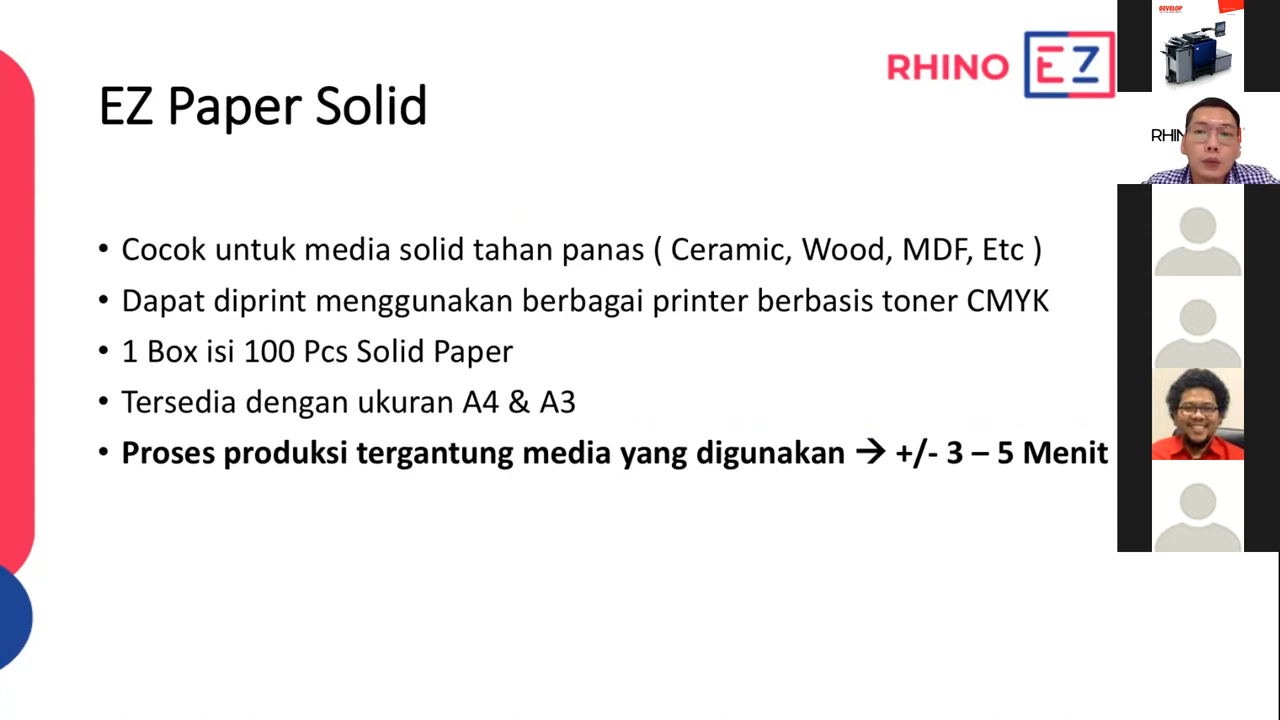 RHINO EZ
EZ Paper Solid
• Cocok untuk media solid tahan panas ( Ceramic, Wood, MDF, Etc )
• Dapat diprint menggunakan berbagai printer berbasis toner CMYK
• 1 Box isi 100 Pcs Solid Paper
• Tersedia dengan ukuran A4 & A3
• Proses produksi tergantung media yang digunakan → +/- 3 – 5 Menit
DEVELOP
RHIN